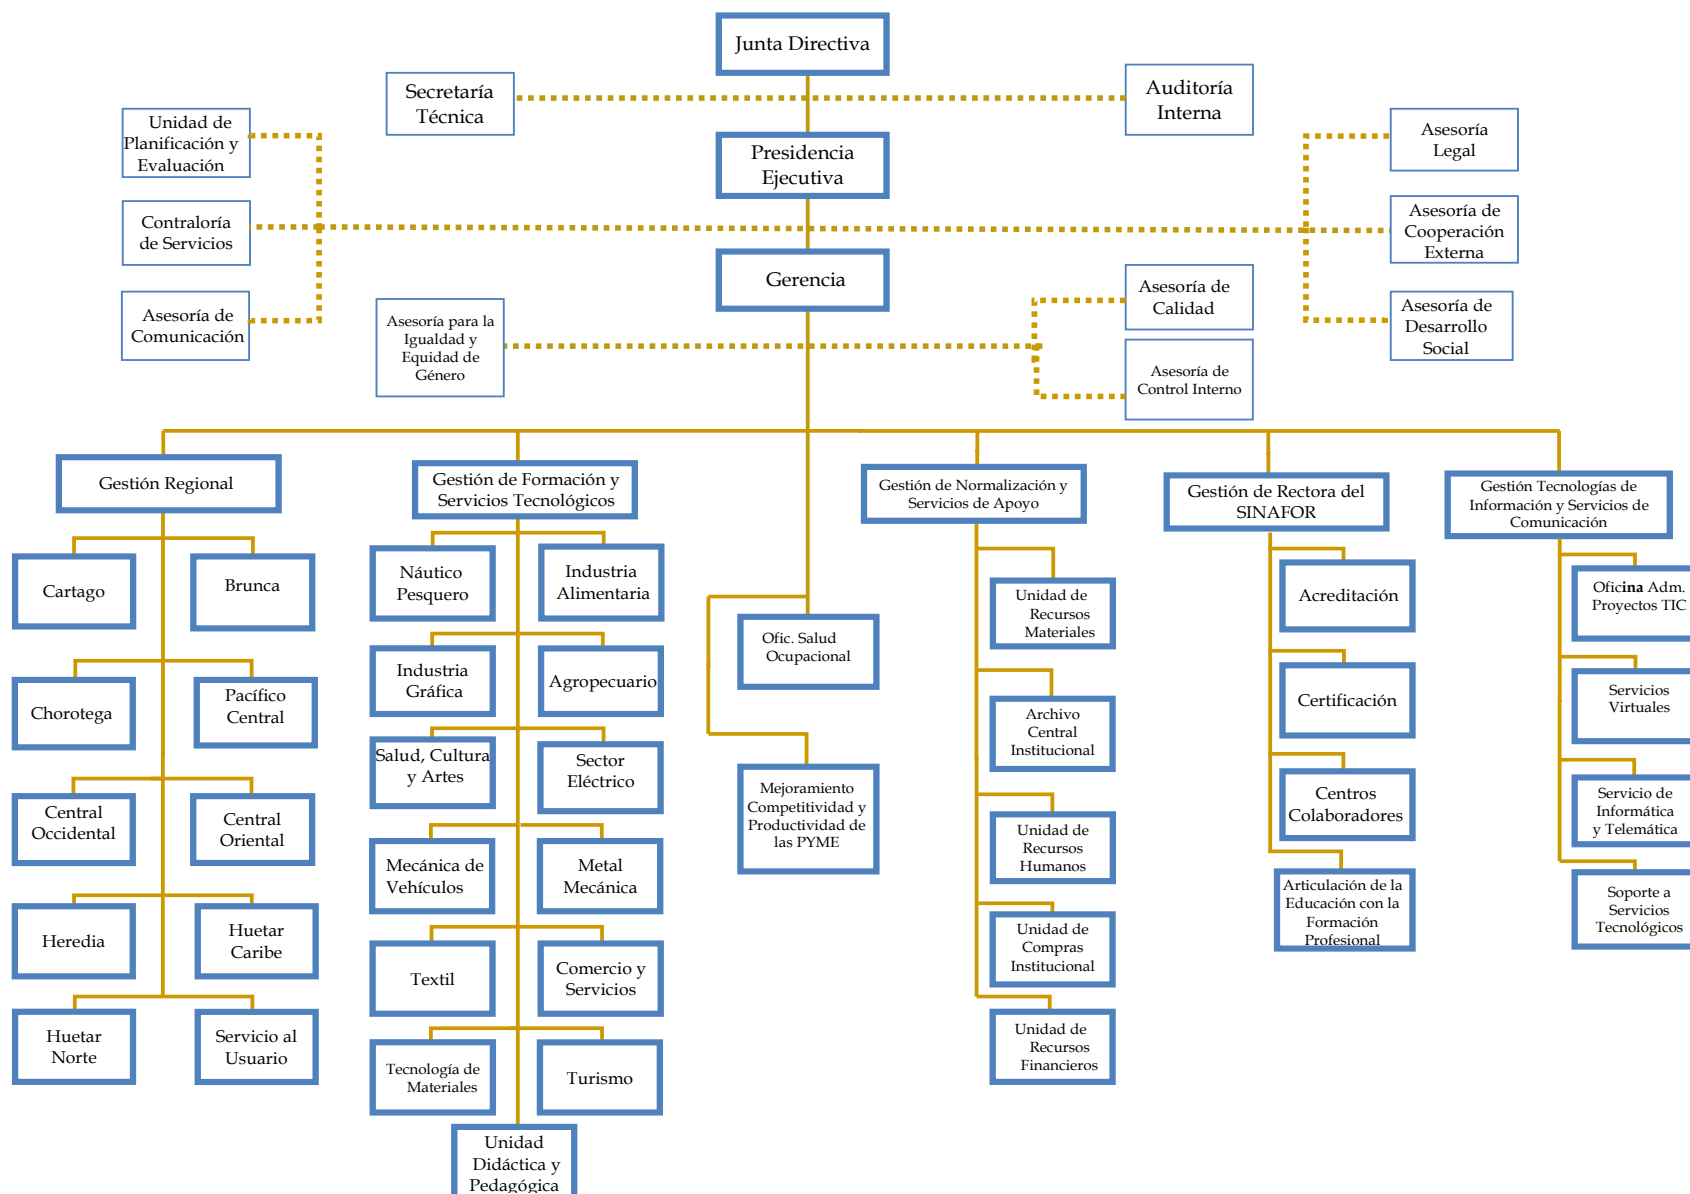 Junta Directiva
Secretaría
Técnica
Auditoría
Interna
Unidad de
Planificación y
Evaluación
Presidencia
Ejecutiva
Asesoría
Legal
Contraloría
de Servicios
Asesoría de
Cooperación
Externa
Gerencia
Asesoría de
Comunicación
Asesoría para la
Igualdad y
Equidad de
Género
Asesoría de
Calidad
Asesoría de
Desarrollo
Social
Asesoría de
Control Interno
Gestión Regional
Gestión de Formación y
Servicios Tecnológicos
Gestión de Normalización y
Servicios de Apoyo
Gestión de Rectora del
SINAFOR
Gestión Tecnologías de
Información y Servicios de
Comunicación
Cartago
Brunca
Chorotega
Pacífico
Central
Central
Occidental
Central
Oriental
Heredia
Huetar
Caribe
Huetar
Norte
Servicio al
Usuario
Náutico
Pesquero
Industria
Alimentaria
Industria
Gráfica
Agropecuario
Salud, Cultura
y Artes
Sector
Eléctrico
Mecánica de
Vehículos
Metal
Mecánica
Textil
Comercio y
Servicios
Tecnología de
Materiales
Turismo
Unidad
Didáctica y
Pedagógica
Ofic. Salud
Ocupacional
Mejoramiento
Competitividad y
Productividad de
las PYME
Unidad de
Recursos
Materiales
Archivo
Central
Institucional
Unidad de
Recursos
Humanos
Unidad de
Compras
Institucional
Unidad de
Recursos
Financieros
Acreditación
Certificación
Centros
Colaboradores
Articulación de la
Educación con la
Formación
Profesional
Oficina Adm.
Proyectos TIC
Servicios
Virtuales
Servicio de
Informática
y Telemática
Soporte a
Servicios
Tecnológicos